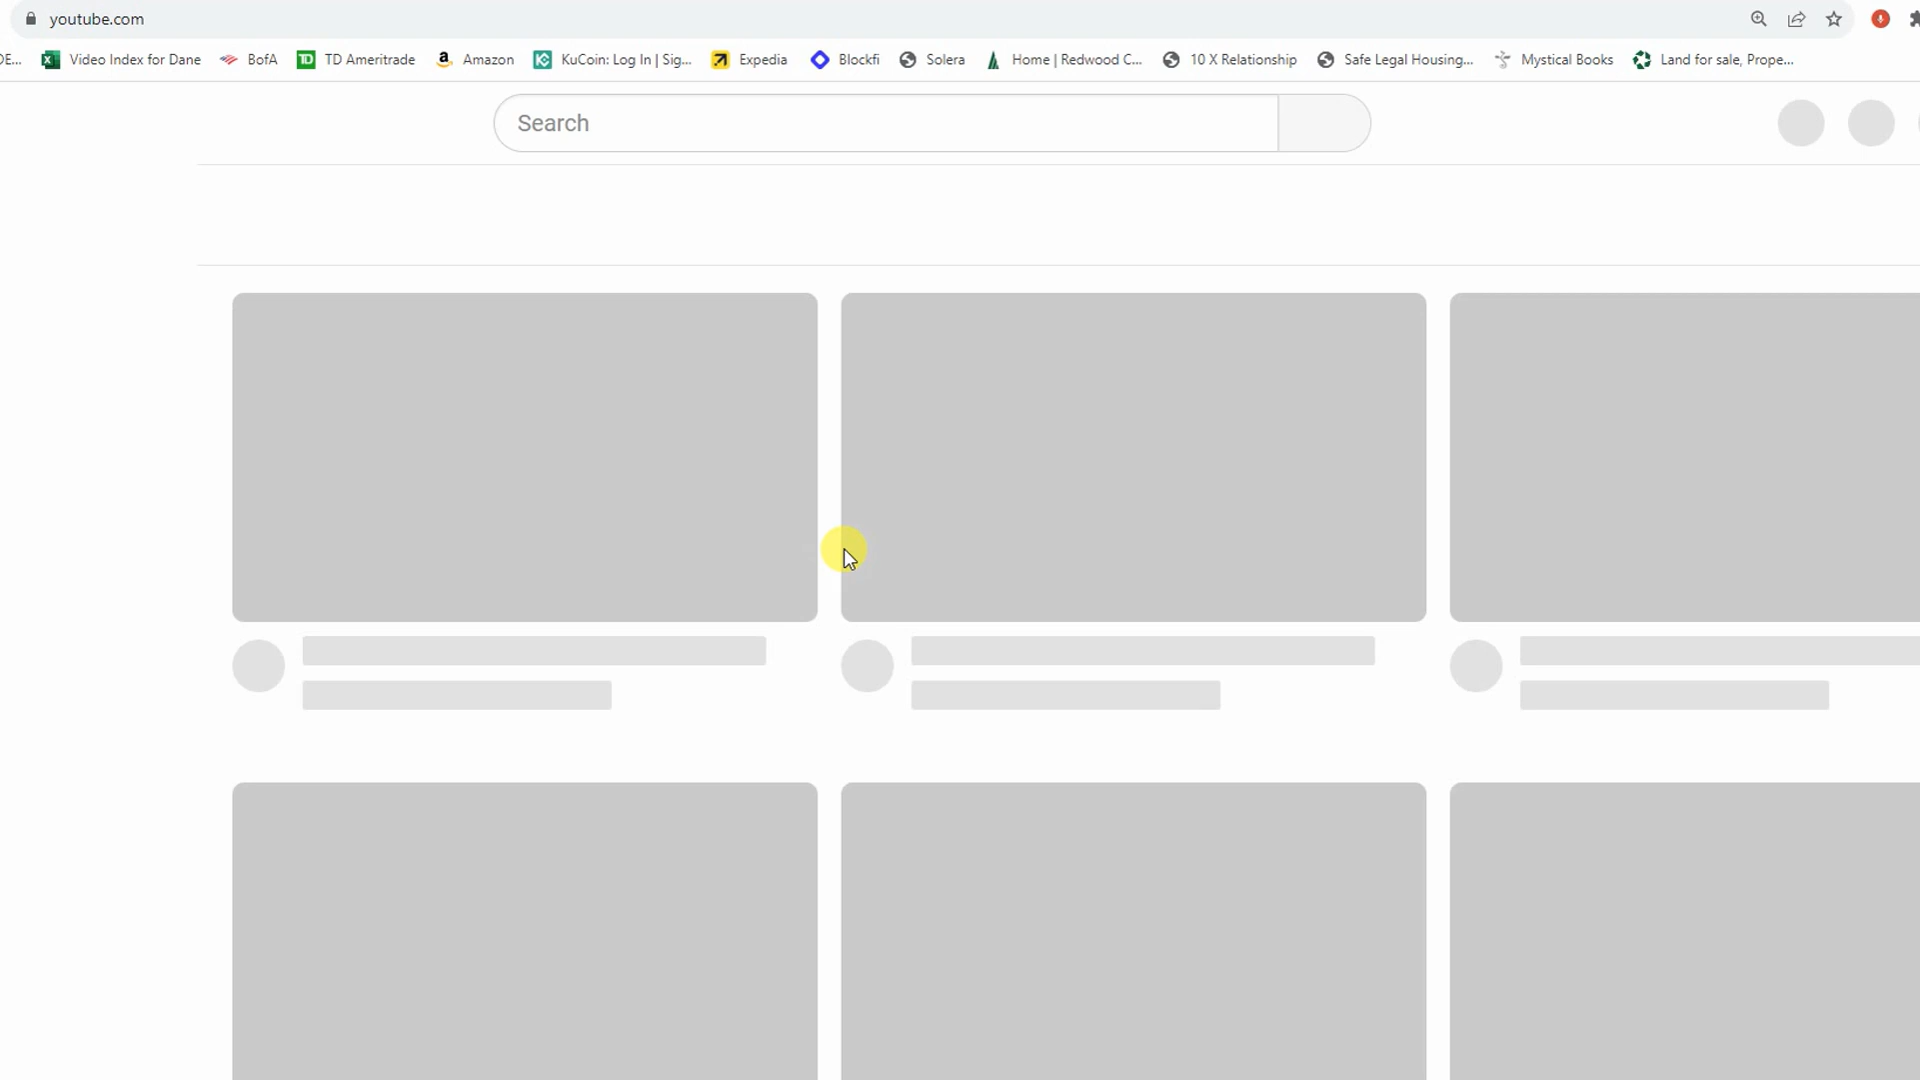 youtube.com
DE... Video Index for Dane BofA TD Ameritrade Amazon KuCoin: Log In | Sig... Expedia Blockfi Solera Home | Redwood C... 10 X Relationship Safe Legal Housing... Mystical Books Land for sale, Prope...
Search